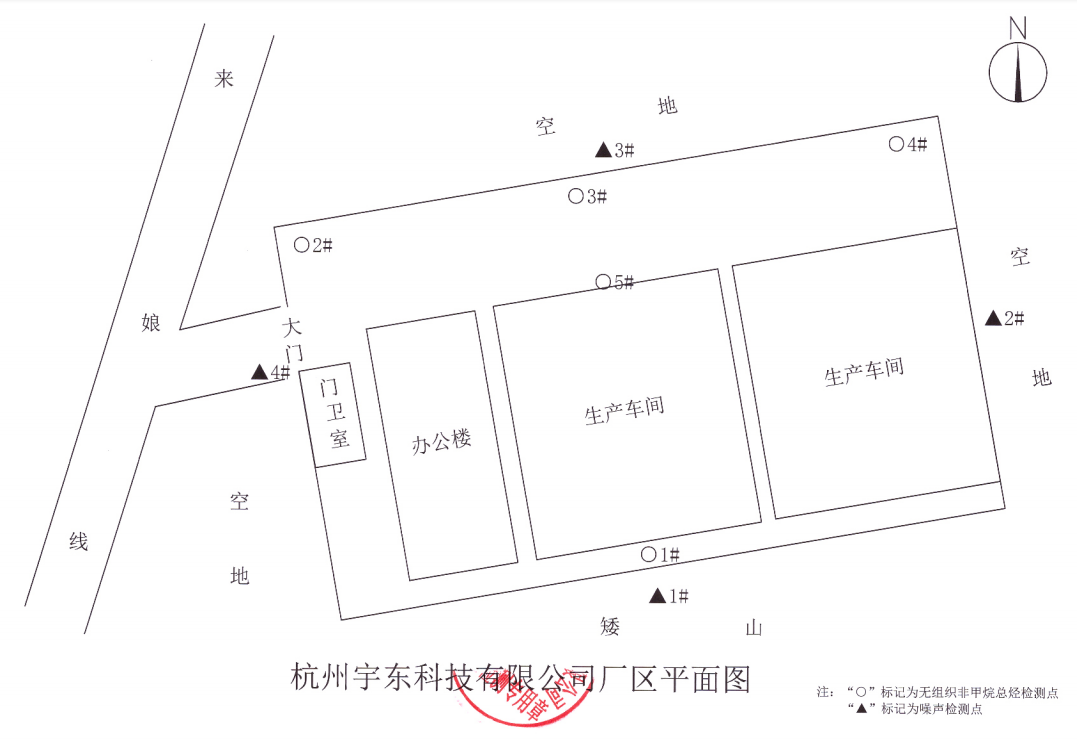 N
来
空 地
▲3#
○4#
○3#
○2#
空
○5#
娘
大
门
▲2#
▲4#
门
卫
室
生产车间
地
生产车间
办公楼
空
线
○1#
地
▲1#
矮 山
杭州宇东科技有限公司厂区平面图
专用章
注：“○”标记为无组织非甲烷总烃检测点
“▲”标记为噪声检测点